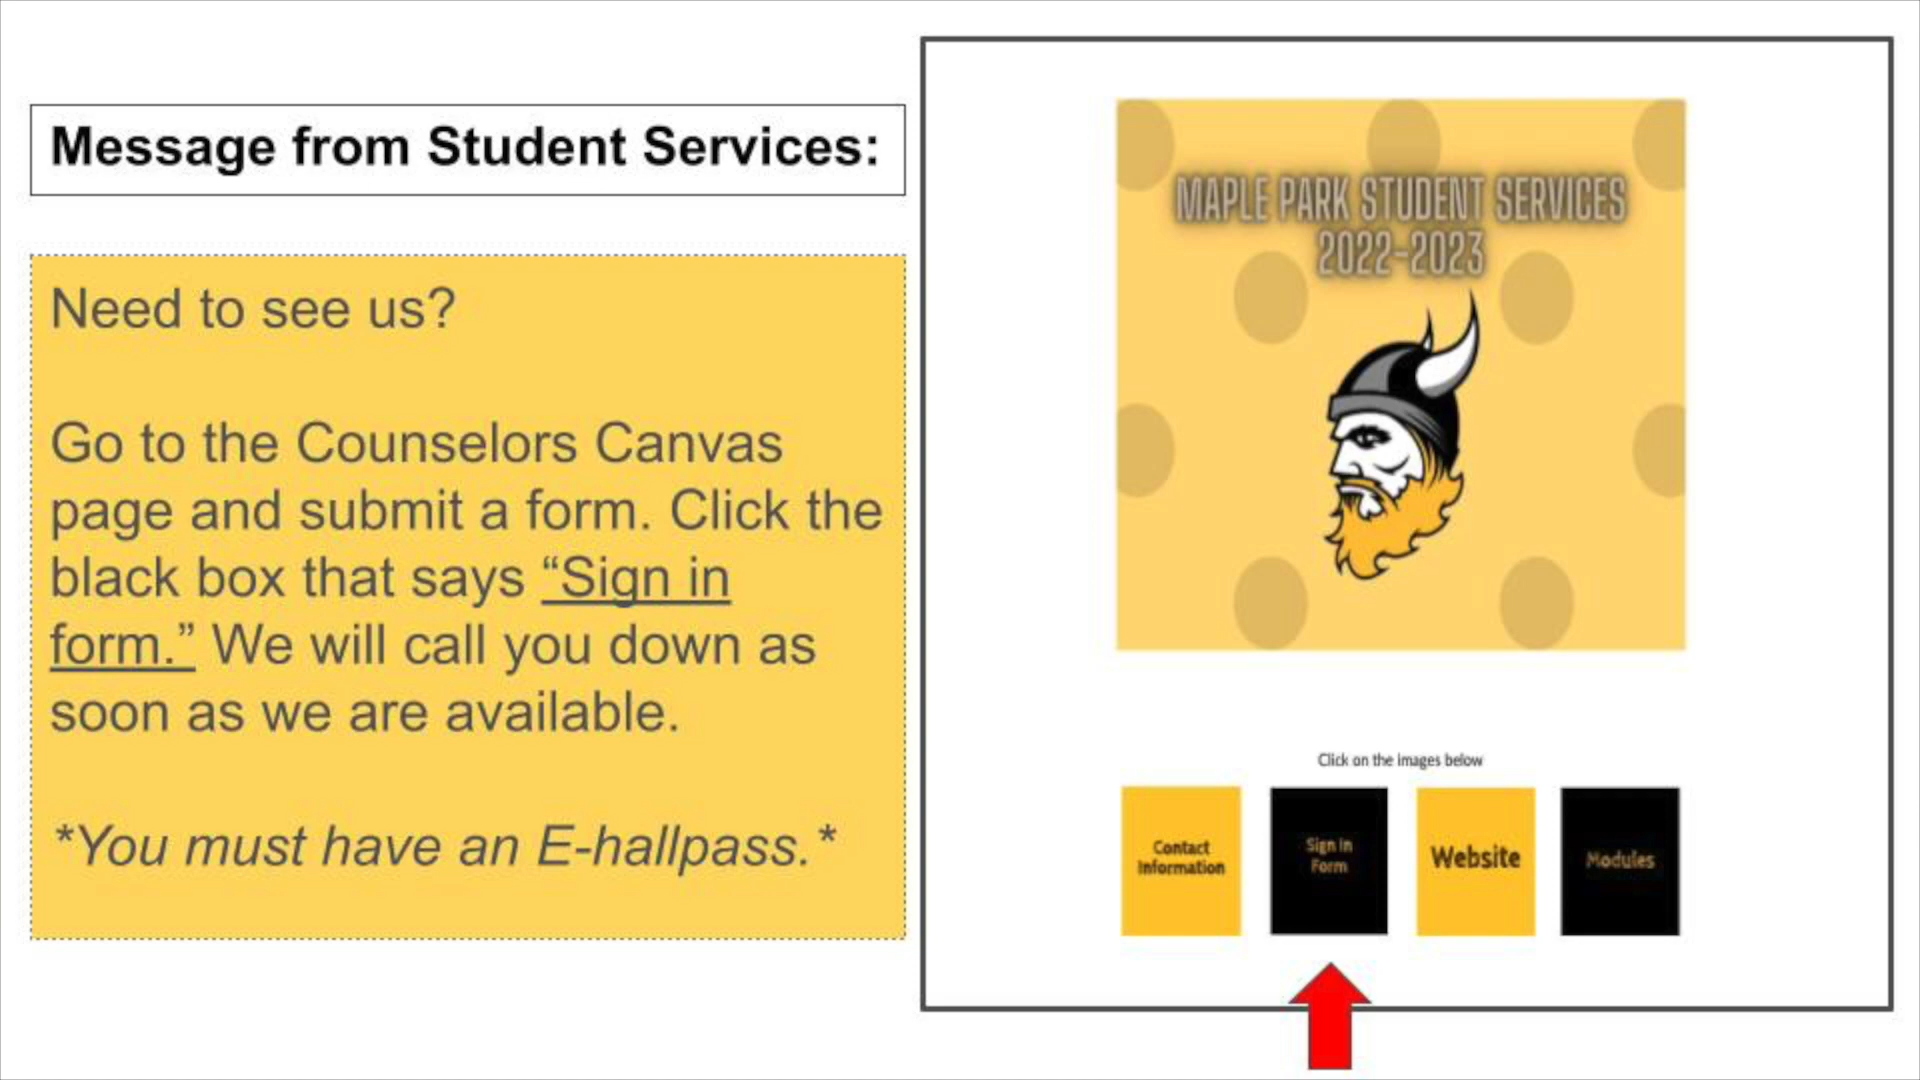 Message from Student Services:
Need to see us?
Go to the Counselors Canvas
page and submit a form. Click the
black box that says “Sign in
form.” We will call you down as
soon as we are available.
*You must have an E-hallpass.*
MAPLE PARK STUDENT SERVICES
2022-2023
Click on the images below
Contact
Information
Sign In
Form
Website
Modules